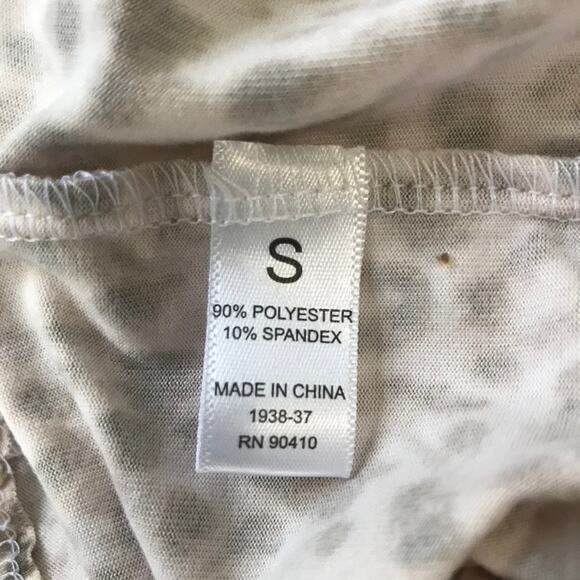 S
90% POLYESTER
10% SPANDEX
MADE IN CHINA
1938-37
RN 90410